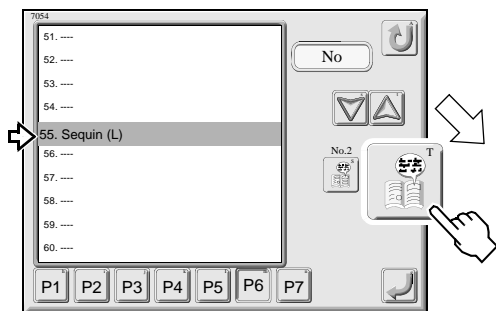 7054
51. ----
52. ----
53. ----
54. ----
55. Sequin (L)
56. ----
57. ----
58. ----
59. ----
60. ----
No
No.2
T
P1 P2 P3 P4 P5 P6 P7